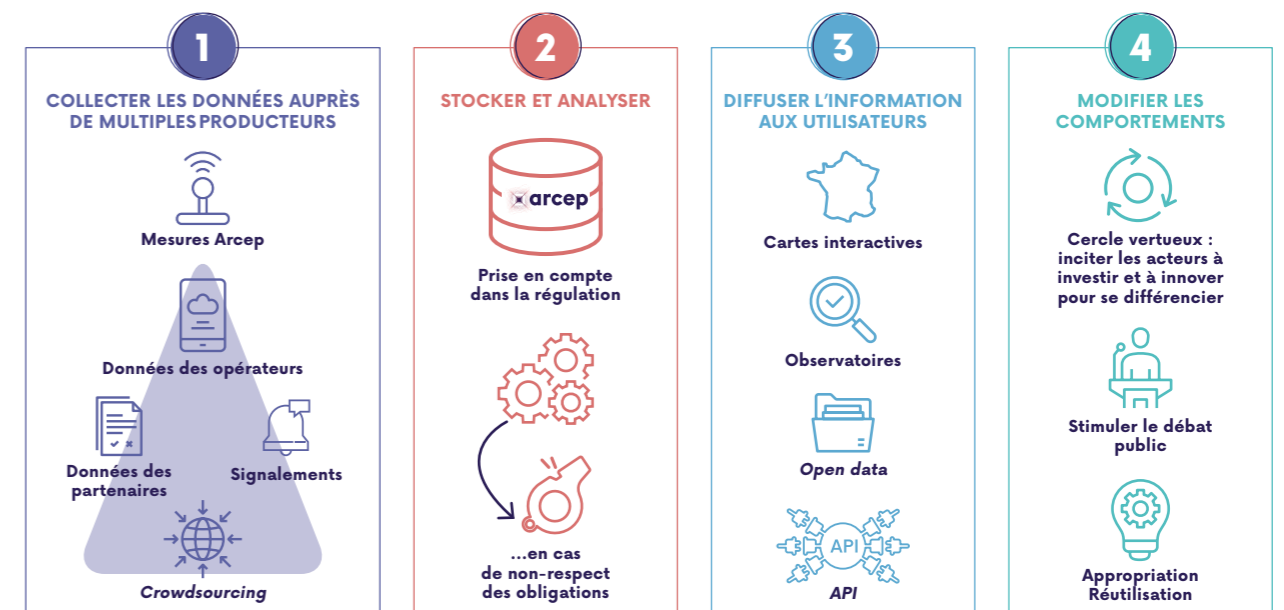 1
COLLECTER LES DONNÉES AUPRÈS
DE MULTIPLES PRODUCTEURS
Mesures Arcep
Données des opérateurs
Données des
partenaires
Signalements
Crowdsourcing
2
STOCKER ET ANALYSER
arcep
Prise en compte
dans la régulation
...en cas
de non-respect
des obligations
3
DIFFUSER L'INFORMATION
AUX UTILISATEURS
Cartes interactives
Observatoires
Open data
API
API
4
MODIFIER LES
COMPORTEMENTS
Cercle vertueux :
inciter les acteurs à
investir et à innover
pour se différencier
Stimuler le débat
public
Appropriation
Réutilisation